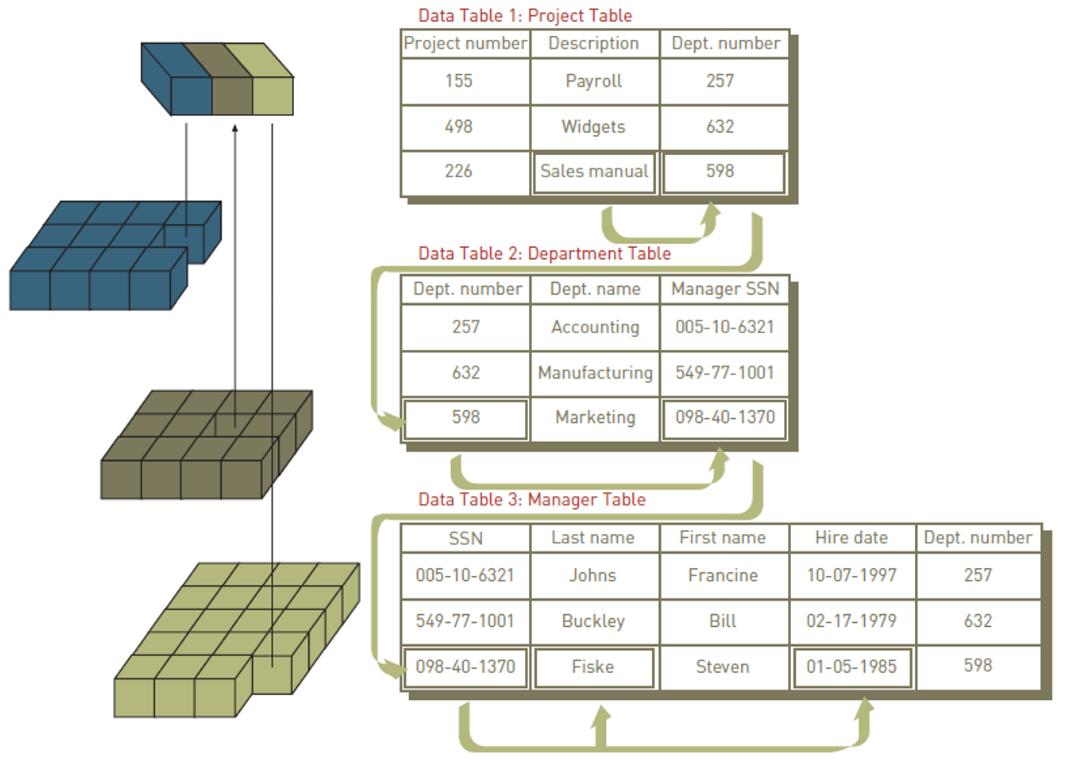 Data Table 1: Project Table
Project number Description Dept. number
155 Payroll 257
498 Widgets 632
226 Sales manual 598
Data Table 2: Department Table
Dept. number Dept. name Manager SSN
257 Accounting 005-10-6321
632 Manufacturing 549-77-1001
598 Marketing 098-40-1370
Data Table 3: Manager Table
SSN Last name First name Hire date Dept. number
005-10-6321 Johns Francine 10-07-1997 257
549-77-1001 Buckley Bill 02-17-1979 632
098-40-1370 Fiske Steven 01-05-1985 598